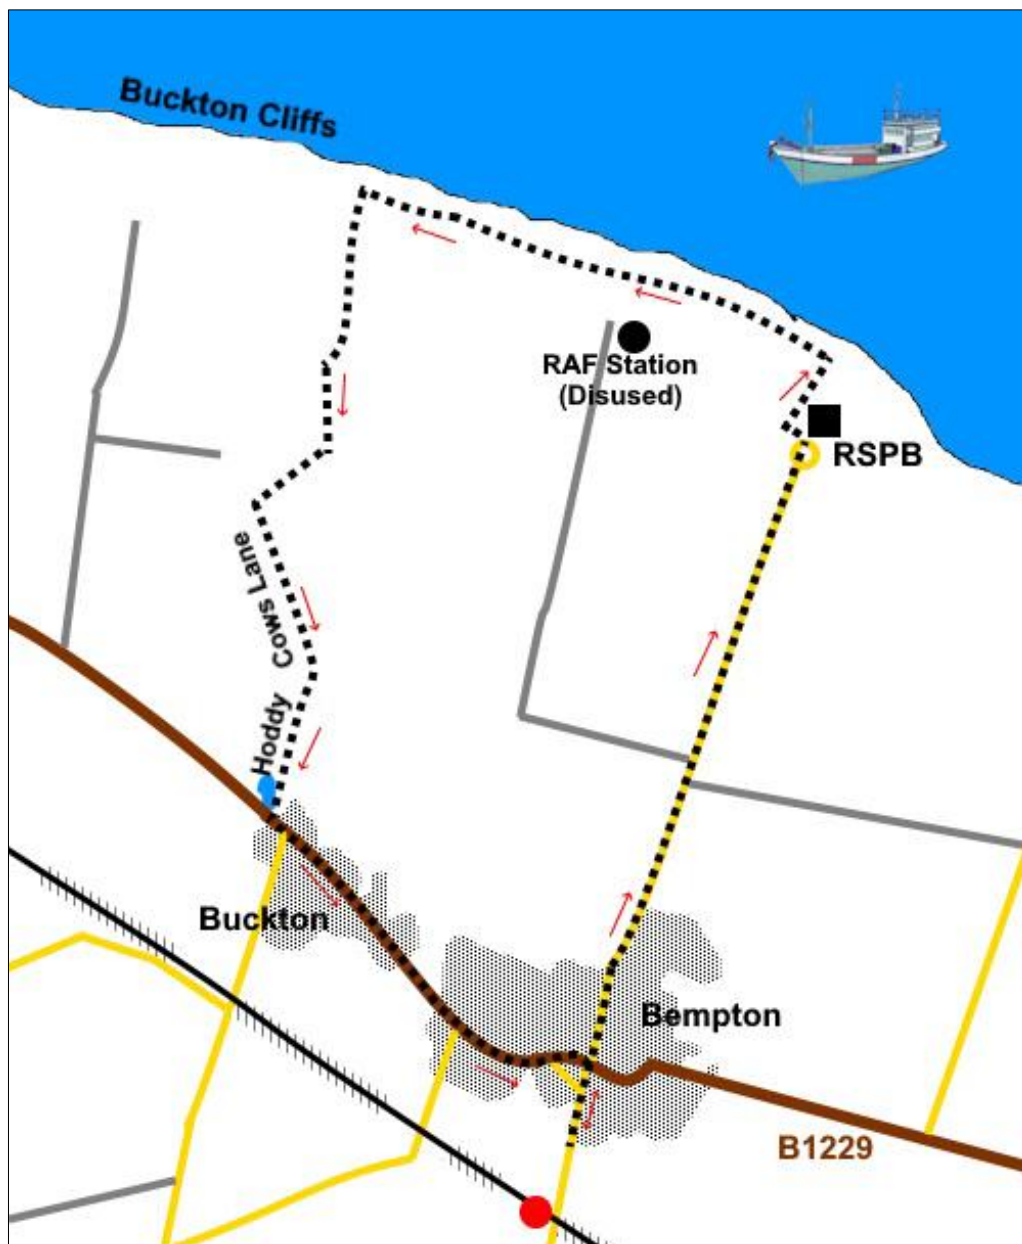 Buckton Cliffs
RAF Station
(Disused)
RSPB
Hoddy Cows Lane
Buckton
Bempton
B1229